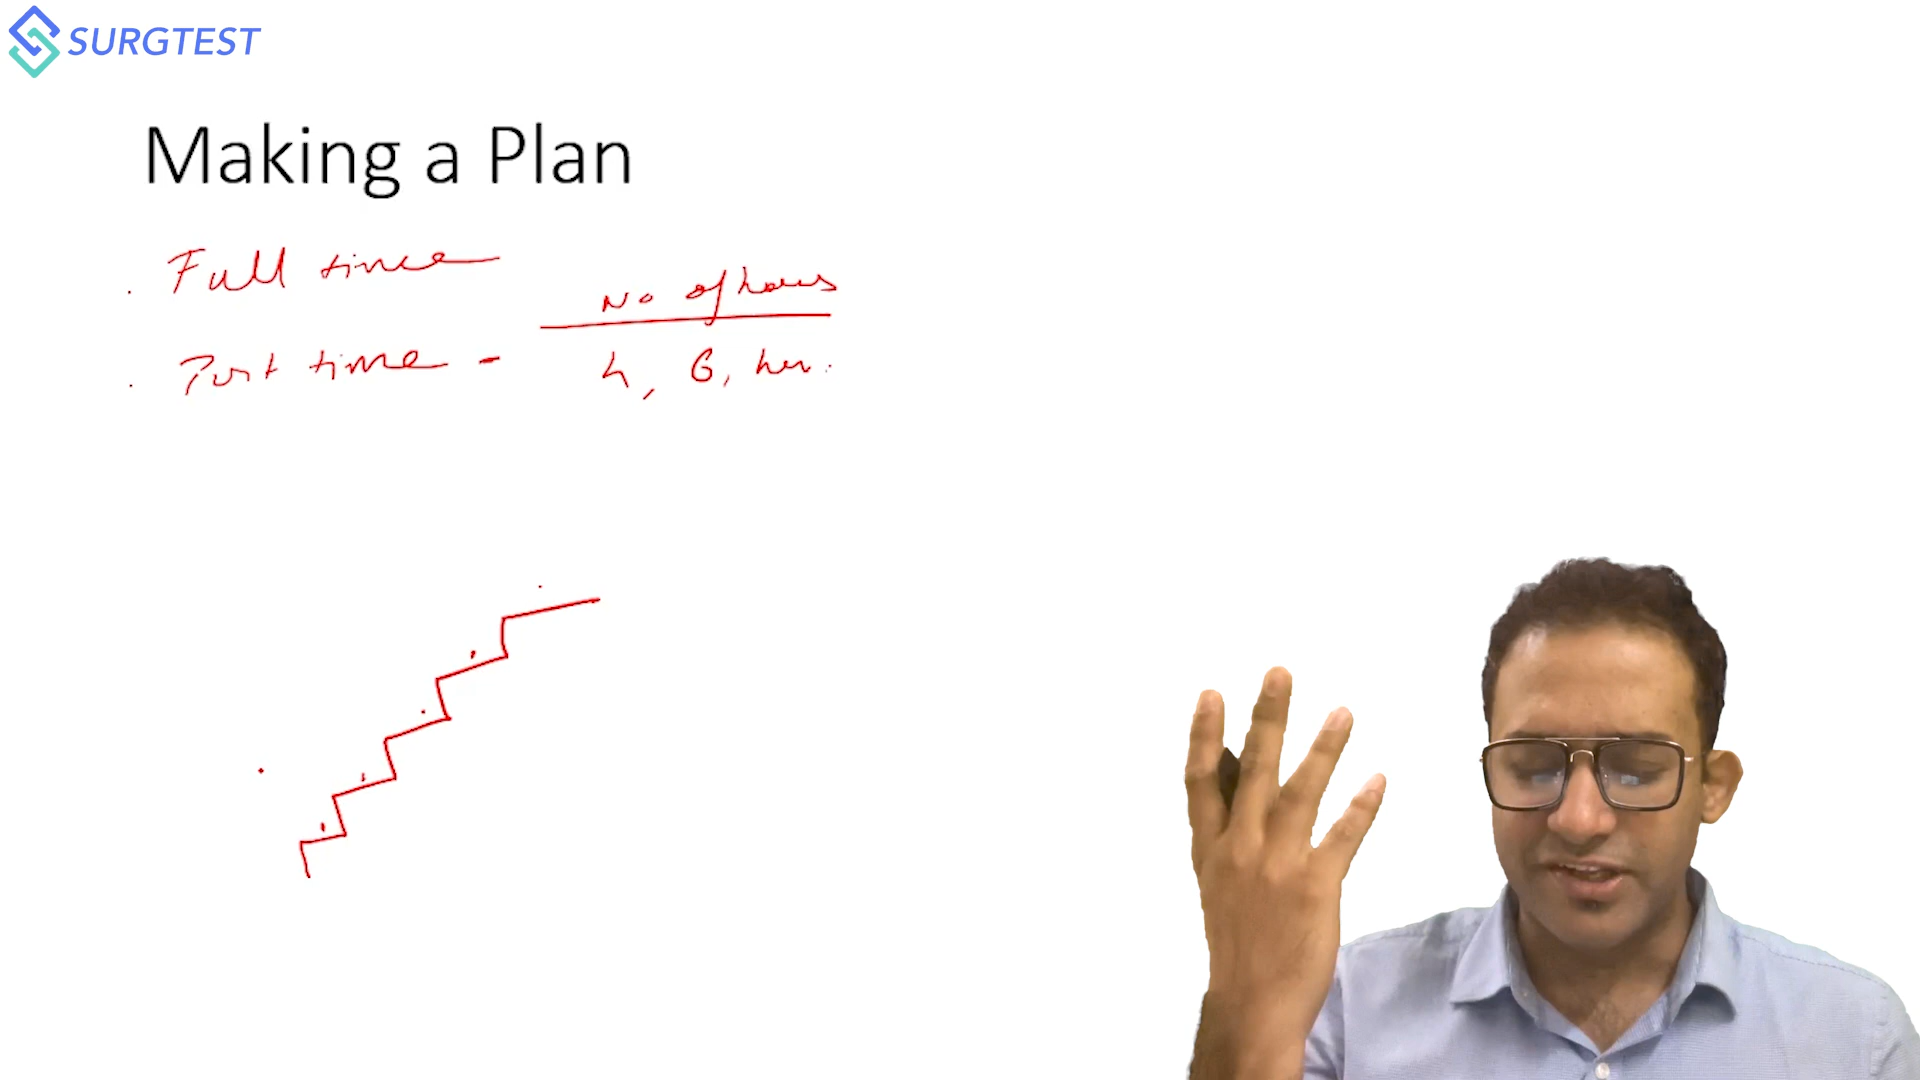 SURGTEST
Making a Plan
. Full time
No of hours
. Part time - 4, 6, hrs.